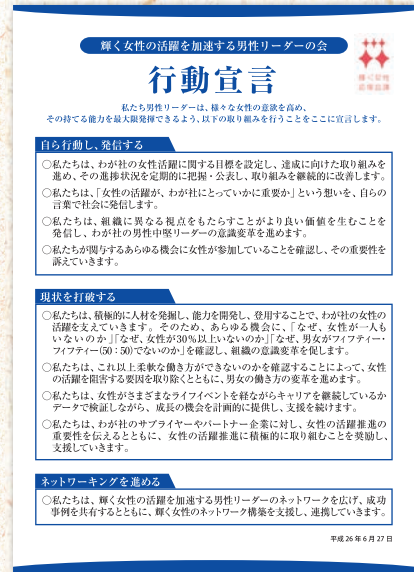 輝く女性の活躍を加速する男性リーダーの会
行動宣言
私たち男性リーダーは、様々な女性の意欲を高め、
その持てる能力を最大限発揮できるよう、以下の取り組みを行うことをここに宣言します。
自ら行動し、発信する
○私たちは、わが社の女性活躍に関する目標を設定し、達成に向けた取り組みを
進め、その進捗状況を定期的に把握・公表し、取り組みを継続的に改善します。
○私たちは、「女性の活躍が、わが社にとっていかに重要か」という想いを、自らの
言葉で社会に発信します。
○私たちは、組織に異なる視点をもたらすことがより良い価値を生むことを
発信し、わが社の男性中堅リーダーの意識変革を進めます。
○私たちが関与するあらゆる機会に女性が参加していることを確認し、その重要性を
訴えていきます。
現状を打破する
○私たちは、積極的に人材を発掘し、能力を開発し、登用することで、わが社の女性の
活躍を支えていきます。そのため、あらゆる機会に、「なぜ、女性が一人も
いないのか」「なぜ、女性が30%以上いないのか」「なぜ、男女がフィフティー・
フィフティー(50:50)でないのか」を確認し、組織の意識変革を促します。
○私たちは、これ以上柔軟な働き方ができないのかを確認することによって、女性
の活躍を阻害する要因を取り除くとともに、男女の働き方の変革を進めます。
○私たちは、女性がさまざまなライフイベントを経ながらキャリアを継続しているか
データで検証しながら、成長の機会を計画的に提供し、支援を続けます。
○私たちは、わが社のサプライヤーやパートナー企業に対し、女性の活躍推進の
重要性を伝えるとともに、女性の活躍推進に積極的に取り組むことを奨励し、
支援していきます。
ネットワーキングを進める
○私たちは、輝く女性の活躍を加速する男性リーダーのネットワークを広げ、成功
事例を共有するとともに、輝く女性のネットワーク構築を支援し、連携していきます。
平成26年6月27日